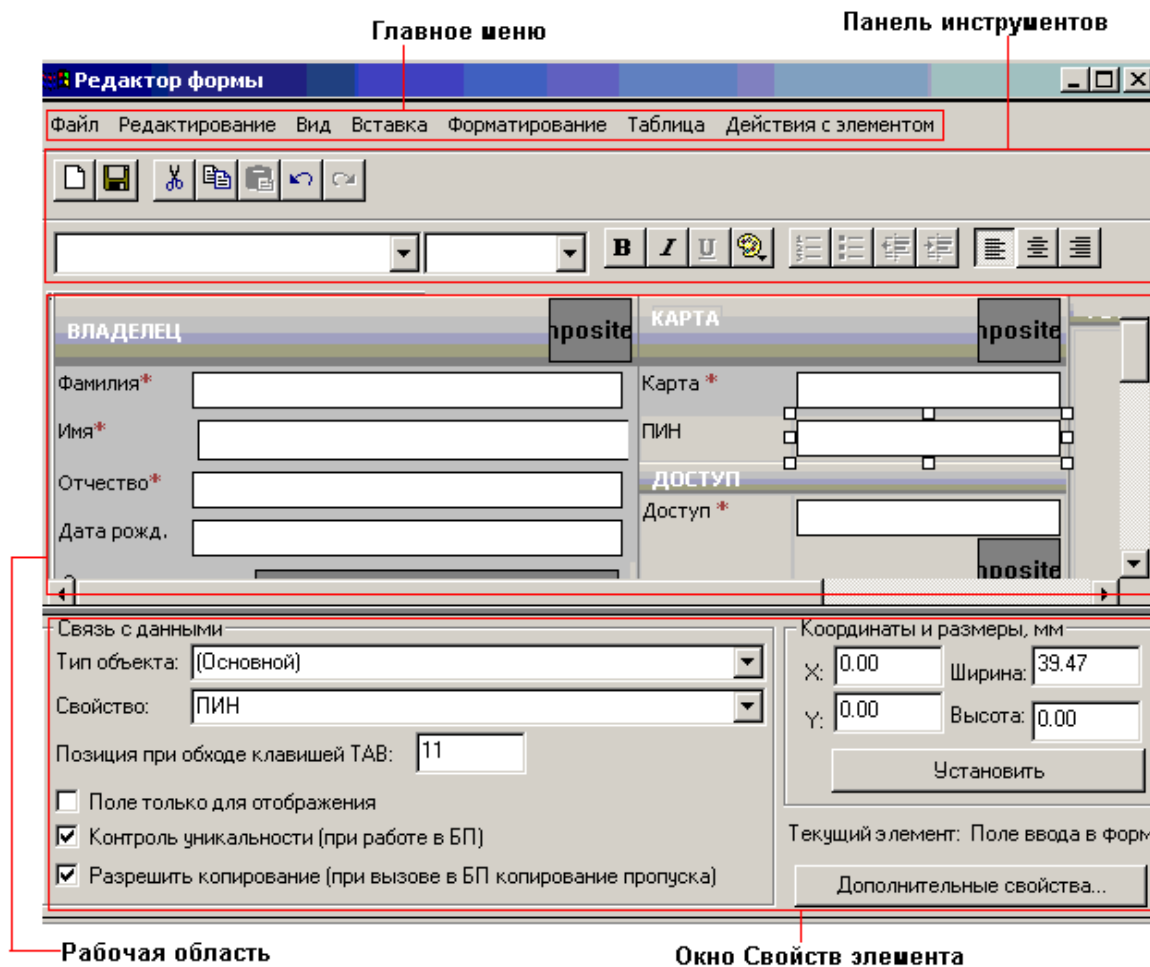 Главное меню
Панель инструментов
Редактор формы
Файл Редактирование Вид Вставка Форматирование Таблица Действия с элементом
B I U
ВЛАДЕЛЕЦ
nposite
КАРТА
nposite
Фамилия*
Карта *
Имя*
ПИН
Отчество*
ДОСТУП
Доступ *
Дата рожд.
nposite
Связь с данными
Координаты и размеры, мм
Тип объекта: (Основной)
X: 0.00 Ширина: 39.47
Свойство: ПИН
Y: 0.00 Высота: 0.00
Позиция при обходе клавишей TAB: 11
Установить
Поле только для отображения
Контроль уникальности (при работе в БП)
Текущий элемент: Поле ввода в форм
Разрешить копирование (при вызове в БП копирование пропуска)
Дополнительные свойства...
Рабочая область
Окно Свойств элемента